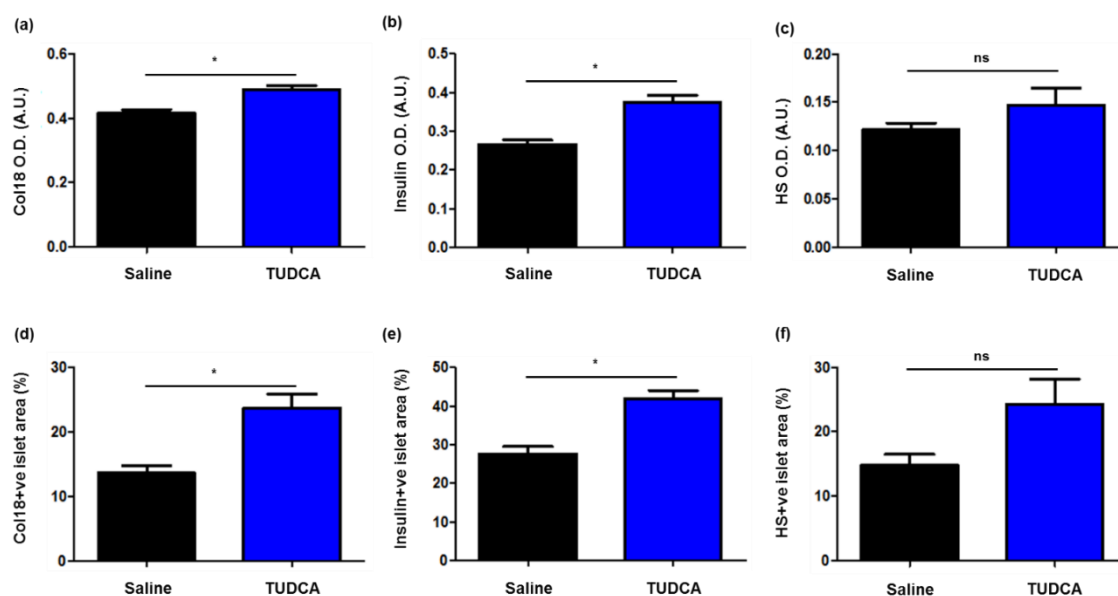 (a)
Col18 O.D. (A.U.)
0.6
0.4
0.2
0.0
*
Saline
TUDCA
(b)
Insulin O.D. (A.U.)
0.5
0.4
0.3
0.2
0.1
0.0
*
Saline
TUDCA
(c)
HS O.D. (A.U.)
0.20
0.15
0.10
0.05
0.00
ns
Saline
TUDCA
(d)
Col18+ve islet area (%)
30
20
10
0
*
Saline
TUDCA
(e)
Insulin+ve islet area (%)
50
40
30
20
10
0
*
Saline
TUDCA
(f)
HS+ve islet area (%)
30
20
10
0
ns
Saline
TUDCA